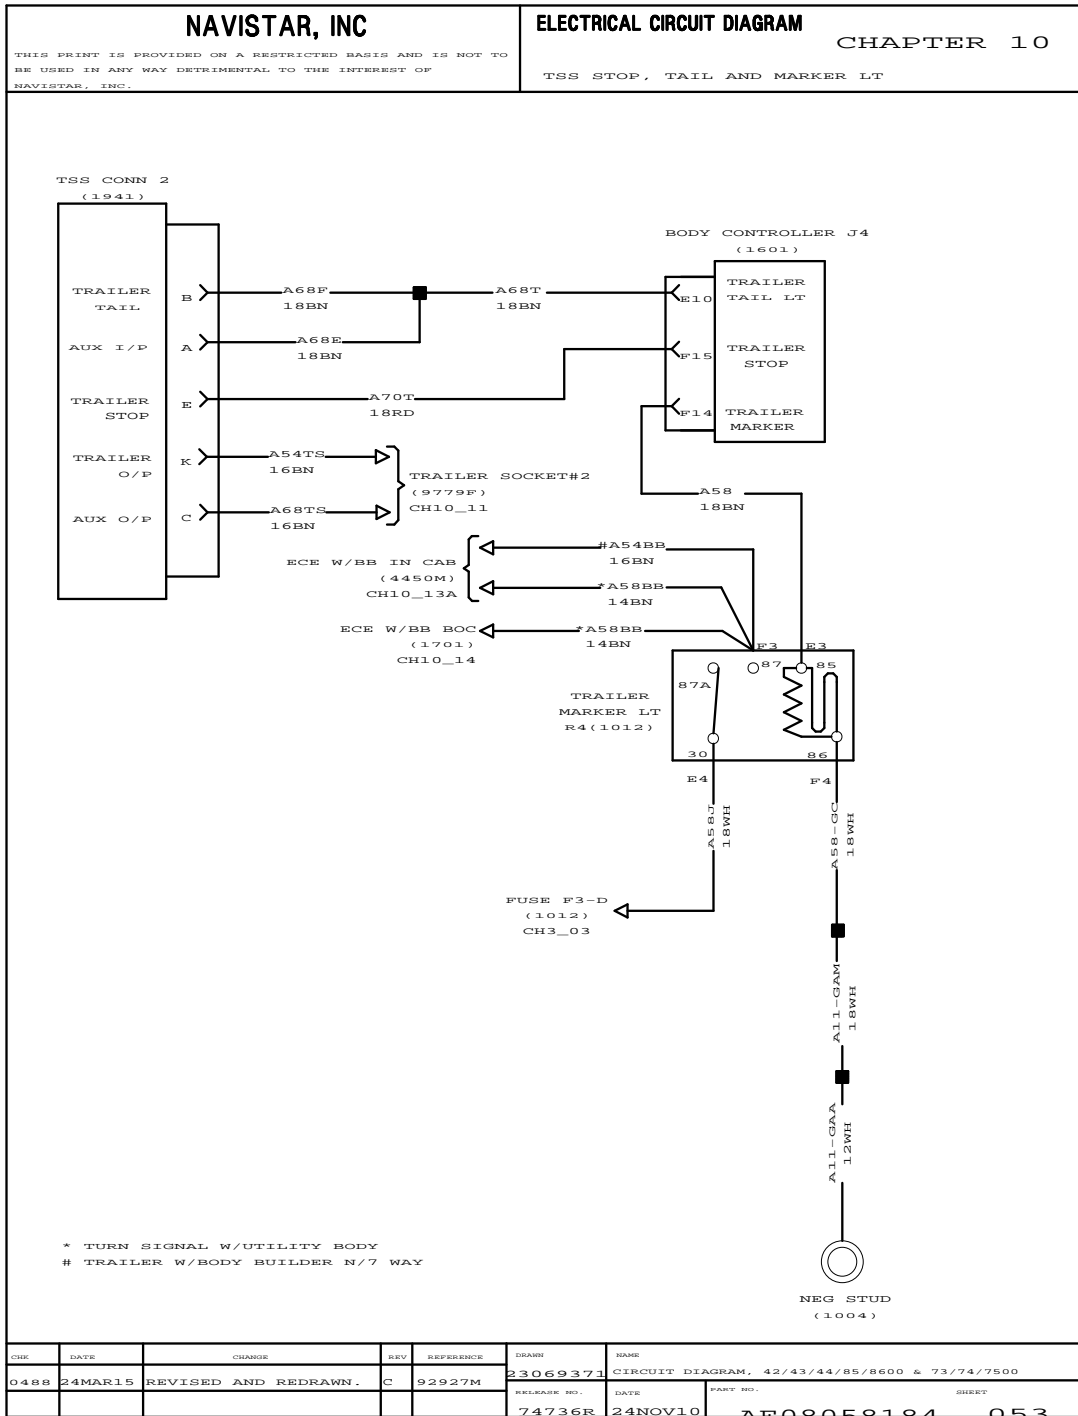 NAVISTAR, INC
THIS PRINT IS PROVIDED ON A RESTRICTED BASIS AND IS NOT TO
BE USED IN ANY WAY DETRIMENTAL TO THE INTEREST OF
NAVISTAR, INC.
ELECTRICAL CIRCUIT DIAGRAM
CHAPTER 10
TSS STOP, TAIL AND MARKER LT
TSS CONN 2
(1941)
TRAILER
TAIL
B
AUX I/P
A
TRAILER
STOP
E
TRAILER
O/P
K
AUX O/P
C
A68F
18BN
A68T
18BN
A68E
18BN
A70T
18RD
A54TS
16BN
A68TS
16BN
TRAILER SOCKET#2
(9779F)
CH10_11
BODY CONTROLLER J4
(1601)
E10
TRAILER
TAIL LT
F15
TRAILER
STOP
F14
TRAILER
MARKER
A58
18BN
ECE W/BB IN CAB
(4450M)
CH10_13A
#A54BB
16BN
*A58BB
14BN
ECE W/BB BOC
(1701)
CH10_14
*A58BB
14BN
F3
E3
87
85
87A
TRAILER
MARKER LT
R4(1012)
30
86
E4
F4
A58J
18WH
A58-GC
18WH
FUSE F3-D
(1012)
CH3_03
A11-GAM
18WH
A11-GAA
12WH
NEG STUD
(1004)
* TURN SIGNAL W/UTILITY BODY
# TRAILER W/BODY BUILDER N/7 WAY
CHK DATE CHANGE REV REFERENCE
0488 24MAR15 REVISED AND REDRAWN. C 92927M
DRAWN
23069371
NAME
CIRCUIT DIAGRAM, 42/43/44/85/8600 & 73/74/7500
RELEASE NO.
74736R
DATE
24NOV10
PART NO.
AE08058184
SHEET
053